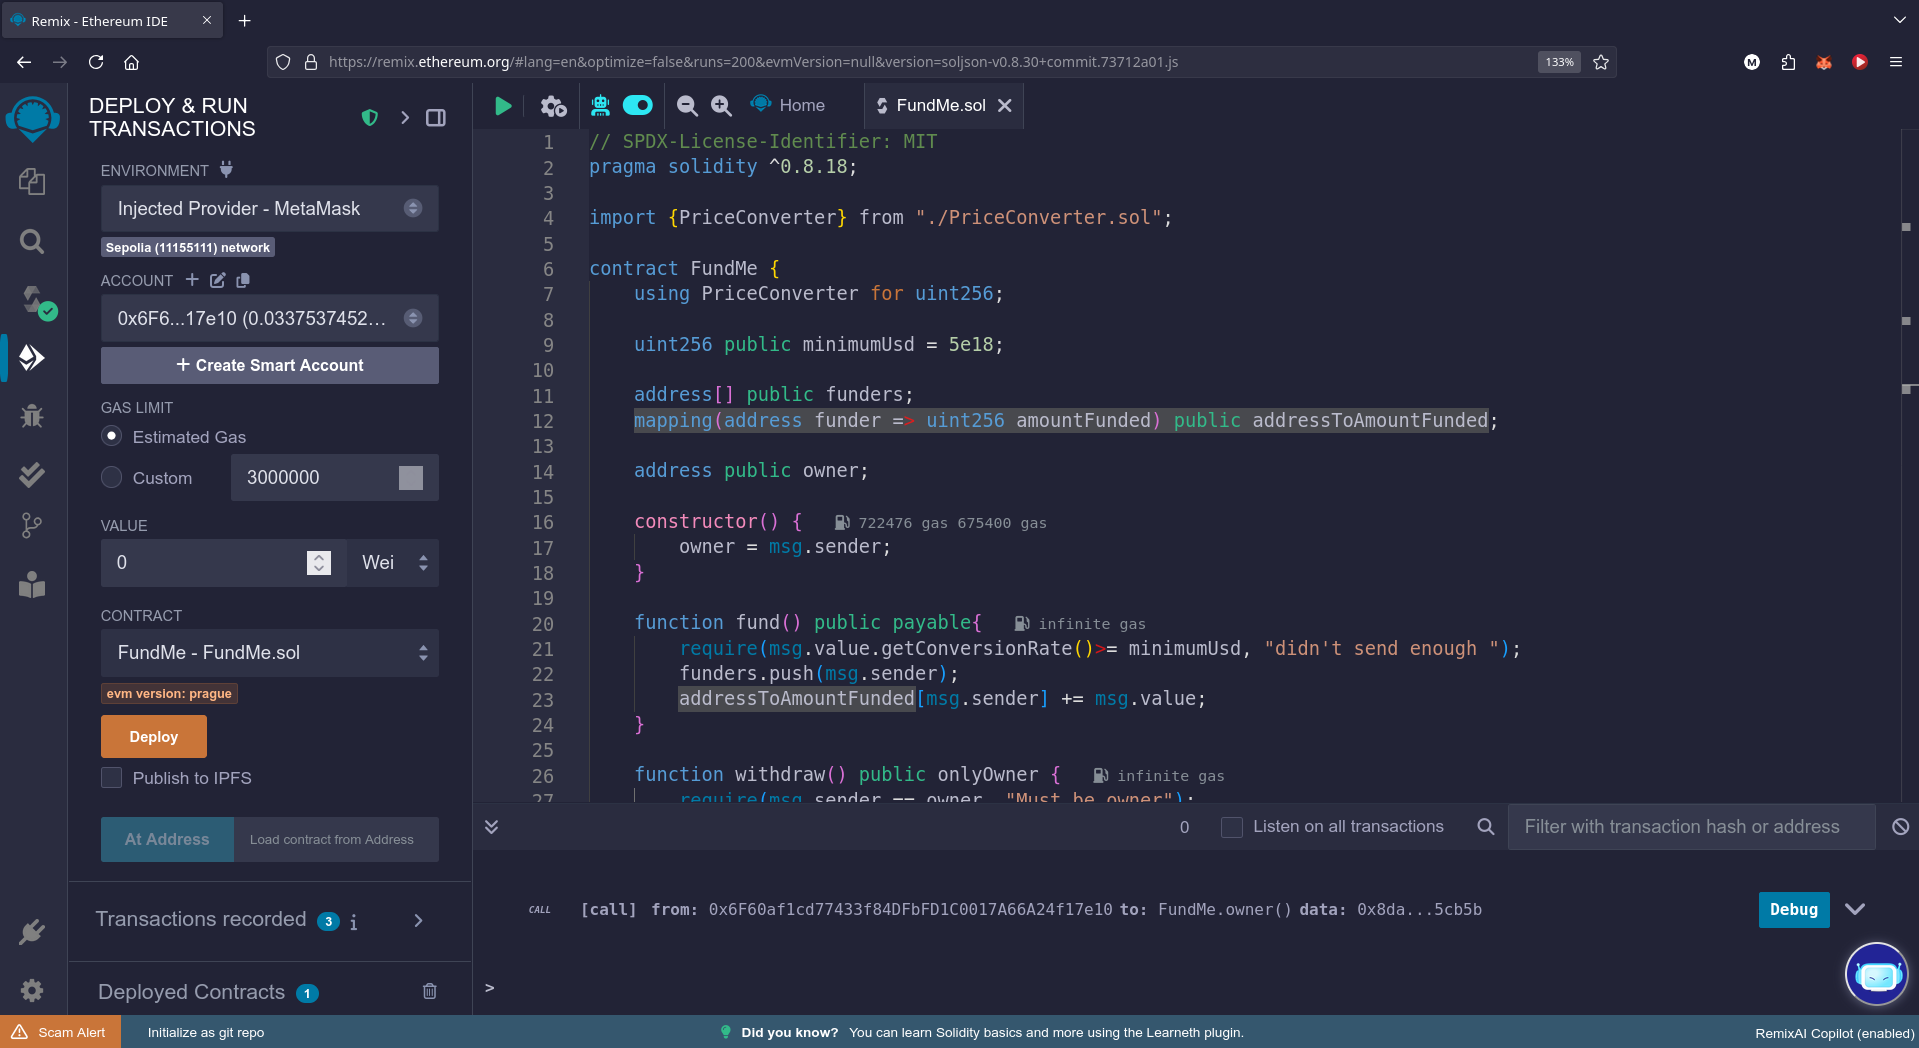 Remix - Ethereum IDE
https://remix.ethereum.org/#lang=en&optimize=false&runs=200&evmVersion=null&version=soljson-v0.8.30+commit.73712a01.js
133%
M
DEPLOY & RUN
TRANSACTIONS
ENVIRONMENT
Injected Provider - MetaMask
Sepolia (11155111) network
ACCOUNT
0x6F6...17e10 (0.0337537452...
+ Create Smart Account
GAS LIMIT
Estimated Gas
Custom
3000000
VALUE
0
Wei
CONTRACT
FundMe - FundMe.sol
evm version: prague
Deploy
Publish to IPFS
At Address
Load contract from Address
Transactions recorded 3 i
Deployed Contracts 1
Home
FundMe.sol
1 // SPDX-License-Identifier: MIT
2 pragma solidity ^0.8.18;
3
4 import {PriceConverter} from "./PriceConverter.sol";
5
6 contract FundMe {
7 using PriceConverter for uint256;
8
9 uint256 public minimumUsd = 5e18;
10
11 address[] public funders;
12 mapping(address funder => uint256 amountFunded) public addressToAmountFunded;
13
14 address public owner;
15
16 constructor() { 722476 gas 675400 gas
17 owner = msg.sender;
18 }
19
20 function fund() public payable{ infinite gas
21 require(msg.value.getConversionRate()>= minimumUsd, "didn't send enough ");
22 funders.push(msg.sender);
23 addressToAmountFunded[msg.sender] += msg.value;
24 }
25
26 function withdraw() public onlyOwner { infinite gas
27 require(msg.sender == owner, "Must be owner");
0
Listen on all transactions
Filter with transaction hash or address
CALL [call] from: 0x6F60af1cd77433f84DFbFD1C0017A66A24f17e10 to: FundMe.owner() data: 0x8da...5cb5b
Debug
>
Scam Alert
Initialize as git repo
Did you know? You can learn Solidity basics and more using the Learneth plugin.
RemixAI Copilot (enabled)